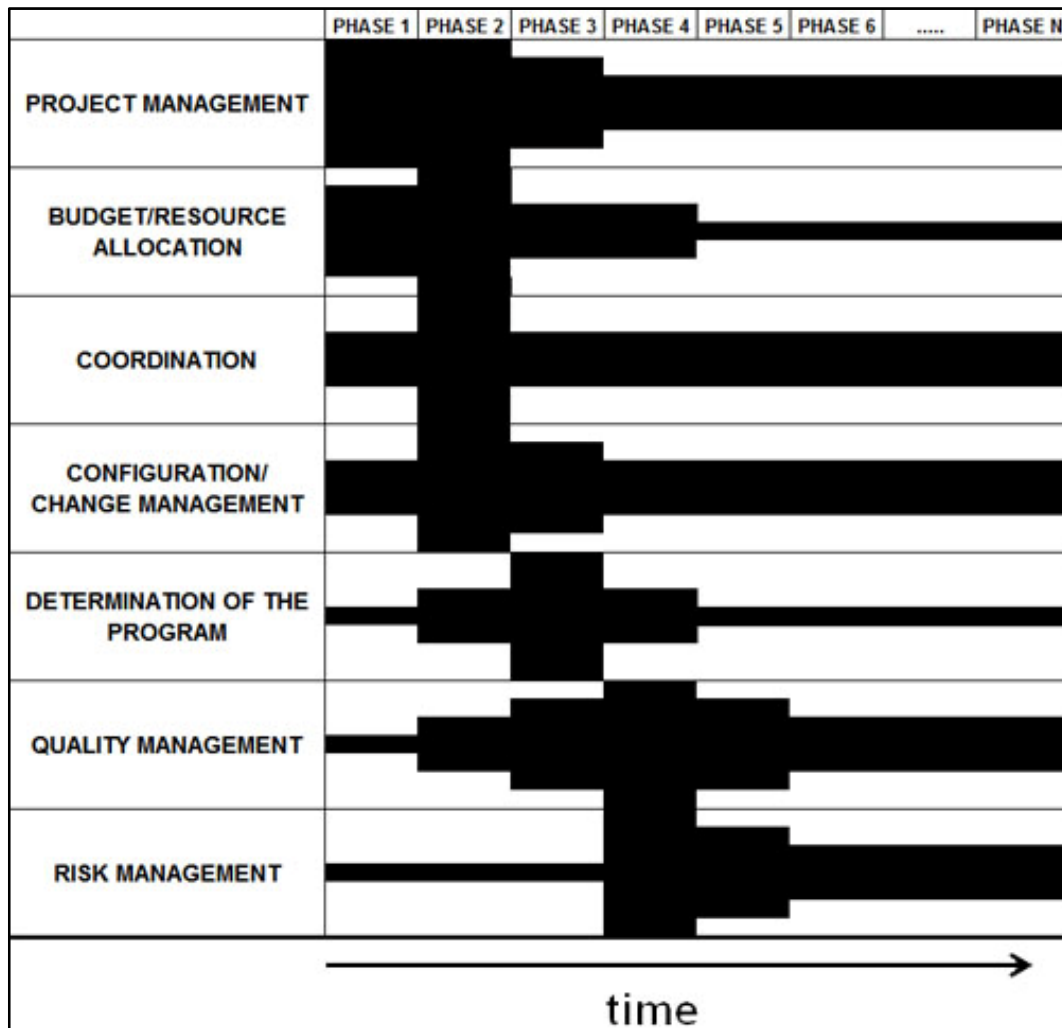 PHASE 1 PHASE 2 PHASE 3 PHASE 4 PHASE 5 PHASE 6 ..... PHASE N
PROJECT MANAGEMENT
BUDGET/RESOURCE
ALLOCATION
COORDINATION
CONFIGURATION/
CHANGE MANAGEMENT
DETERMINATION OF THE
PROGRAM
QUALITY MANAGEMENT
RISK MANAGEMENT
time